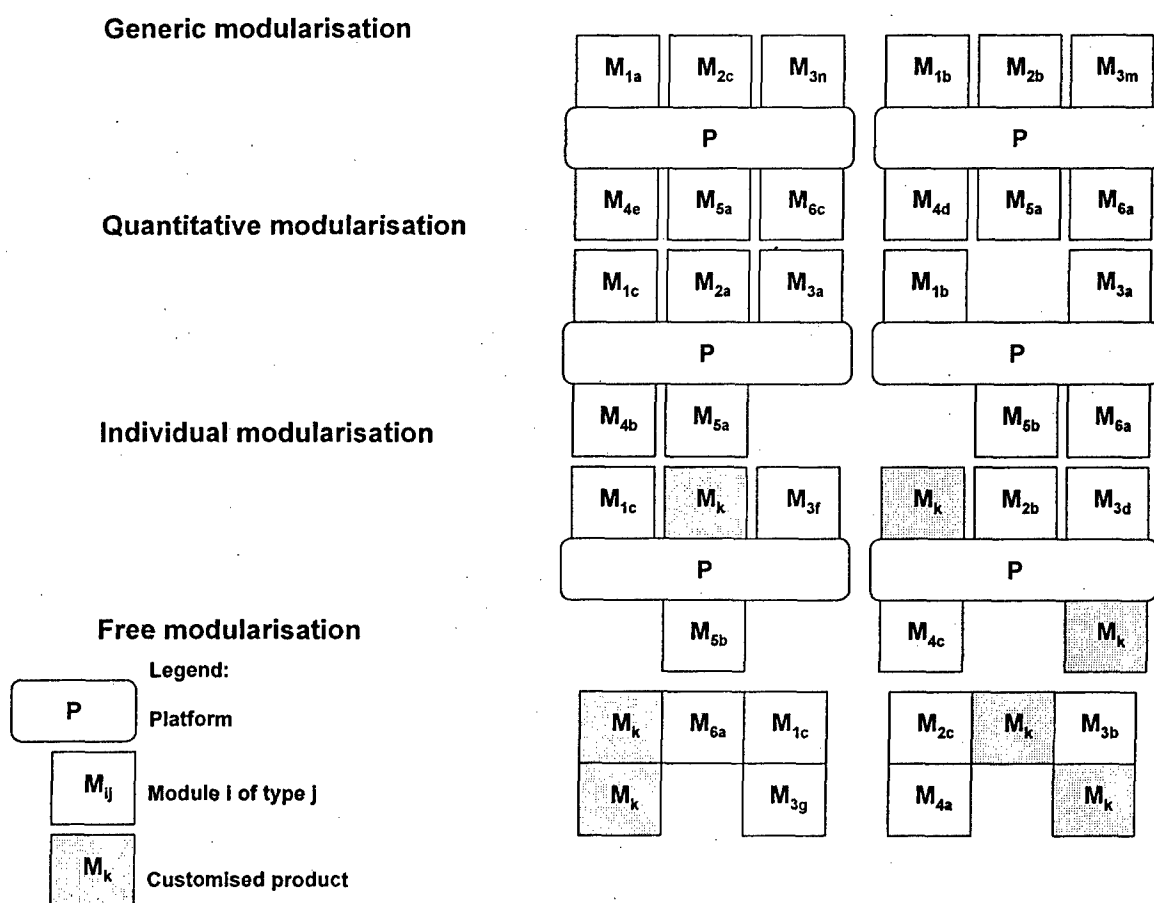 Generic modularisation
M1a M2c M3n M1b M2b M3m
P P
M4e M5a M6c M4d M5a M6a
Quantitative modularisation
M1c M2a M3a M1b M3a
P P
M4b M5a M5b M6a
Individual modularisation
M1c Mk M3f Mk M2b M3d
P P
Free modularisation
M5b M4c Mk
Legend:
P Platform
Mk M6a M1c M2c Mk M3b
Mij Module i of type j
Mk M3g M4a Mk
Mk Customised product